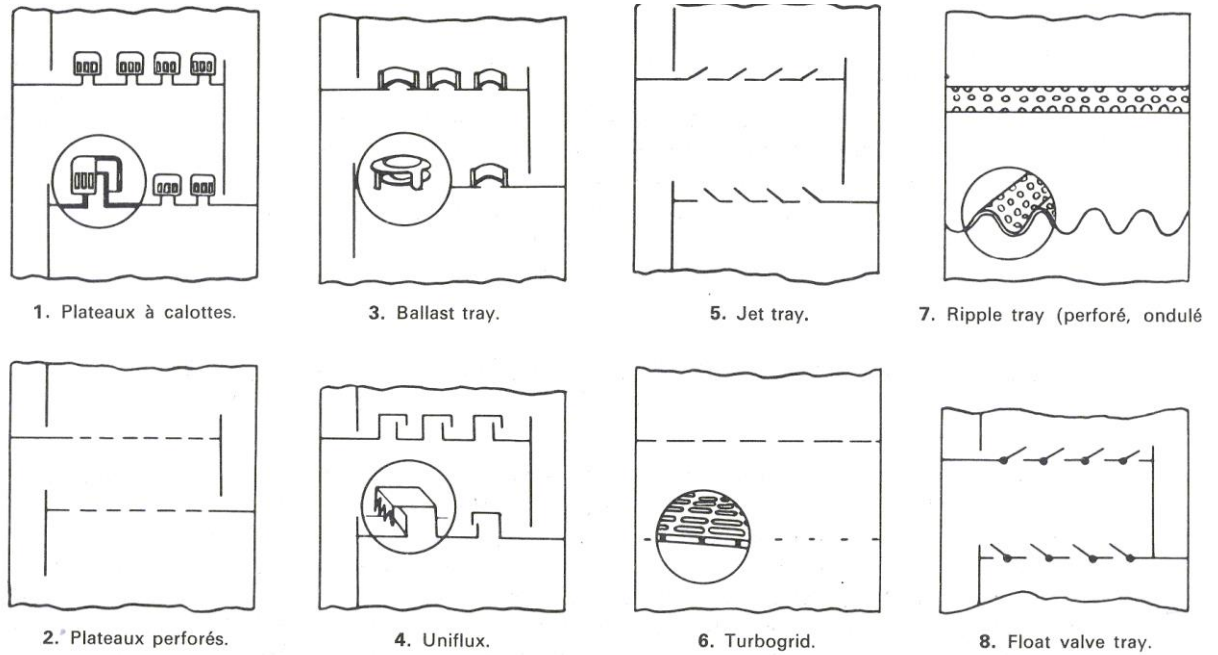 1. Plateaux à calottes.
3. Ballast tray.
5. Jet tray.
7. Ripple tray (perforé, ondulé
2. Plateaux perforés.
4. Uniflux.
6. Turbogrid.
8. Float valve tray.